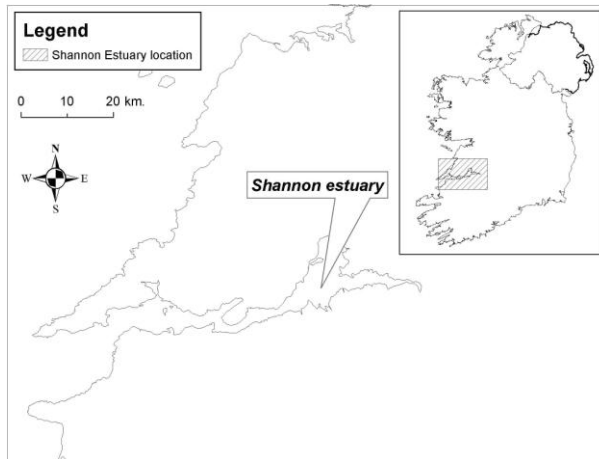 Legend
Shannon Estuary location
0 10 20 km.
N
W E
S
Shannon estuary